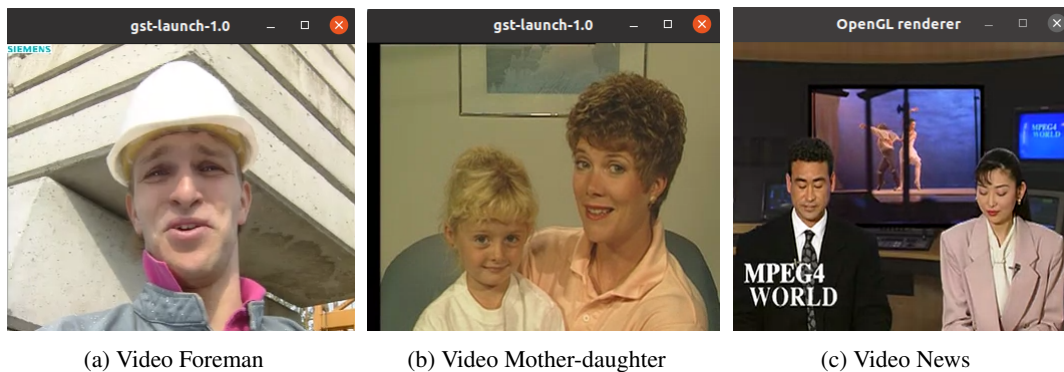 gst-launch-1.0
gst-launch-1.0
OpenGL renderer
SIEMENS
MPEG4
WORLD
MPEG4
WORLD
(a) Video Foreman
(b) Video Mother-daughter
(c) Video News